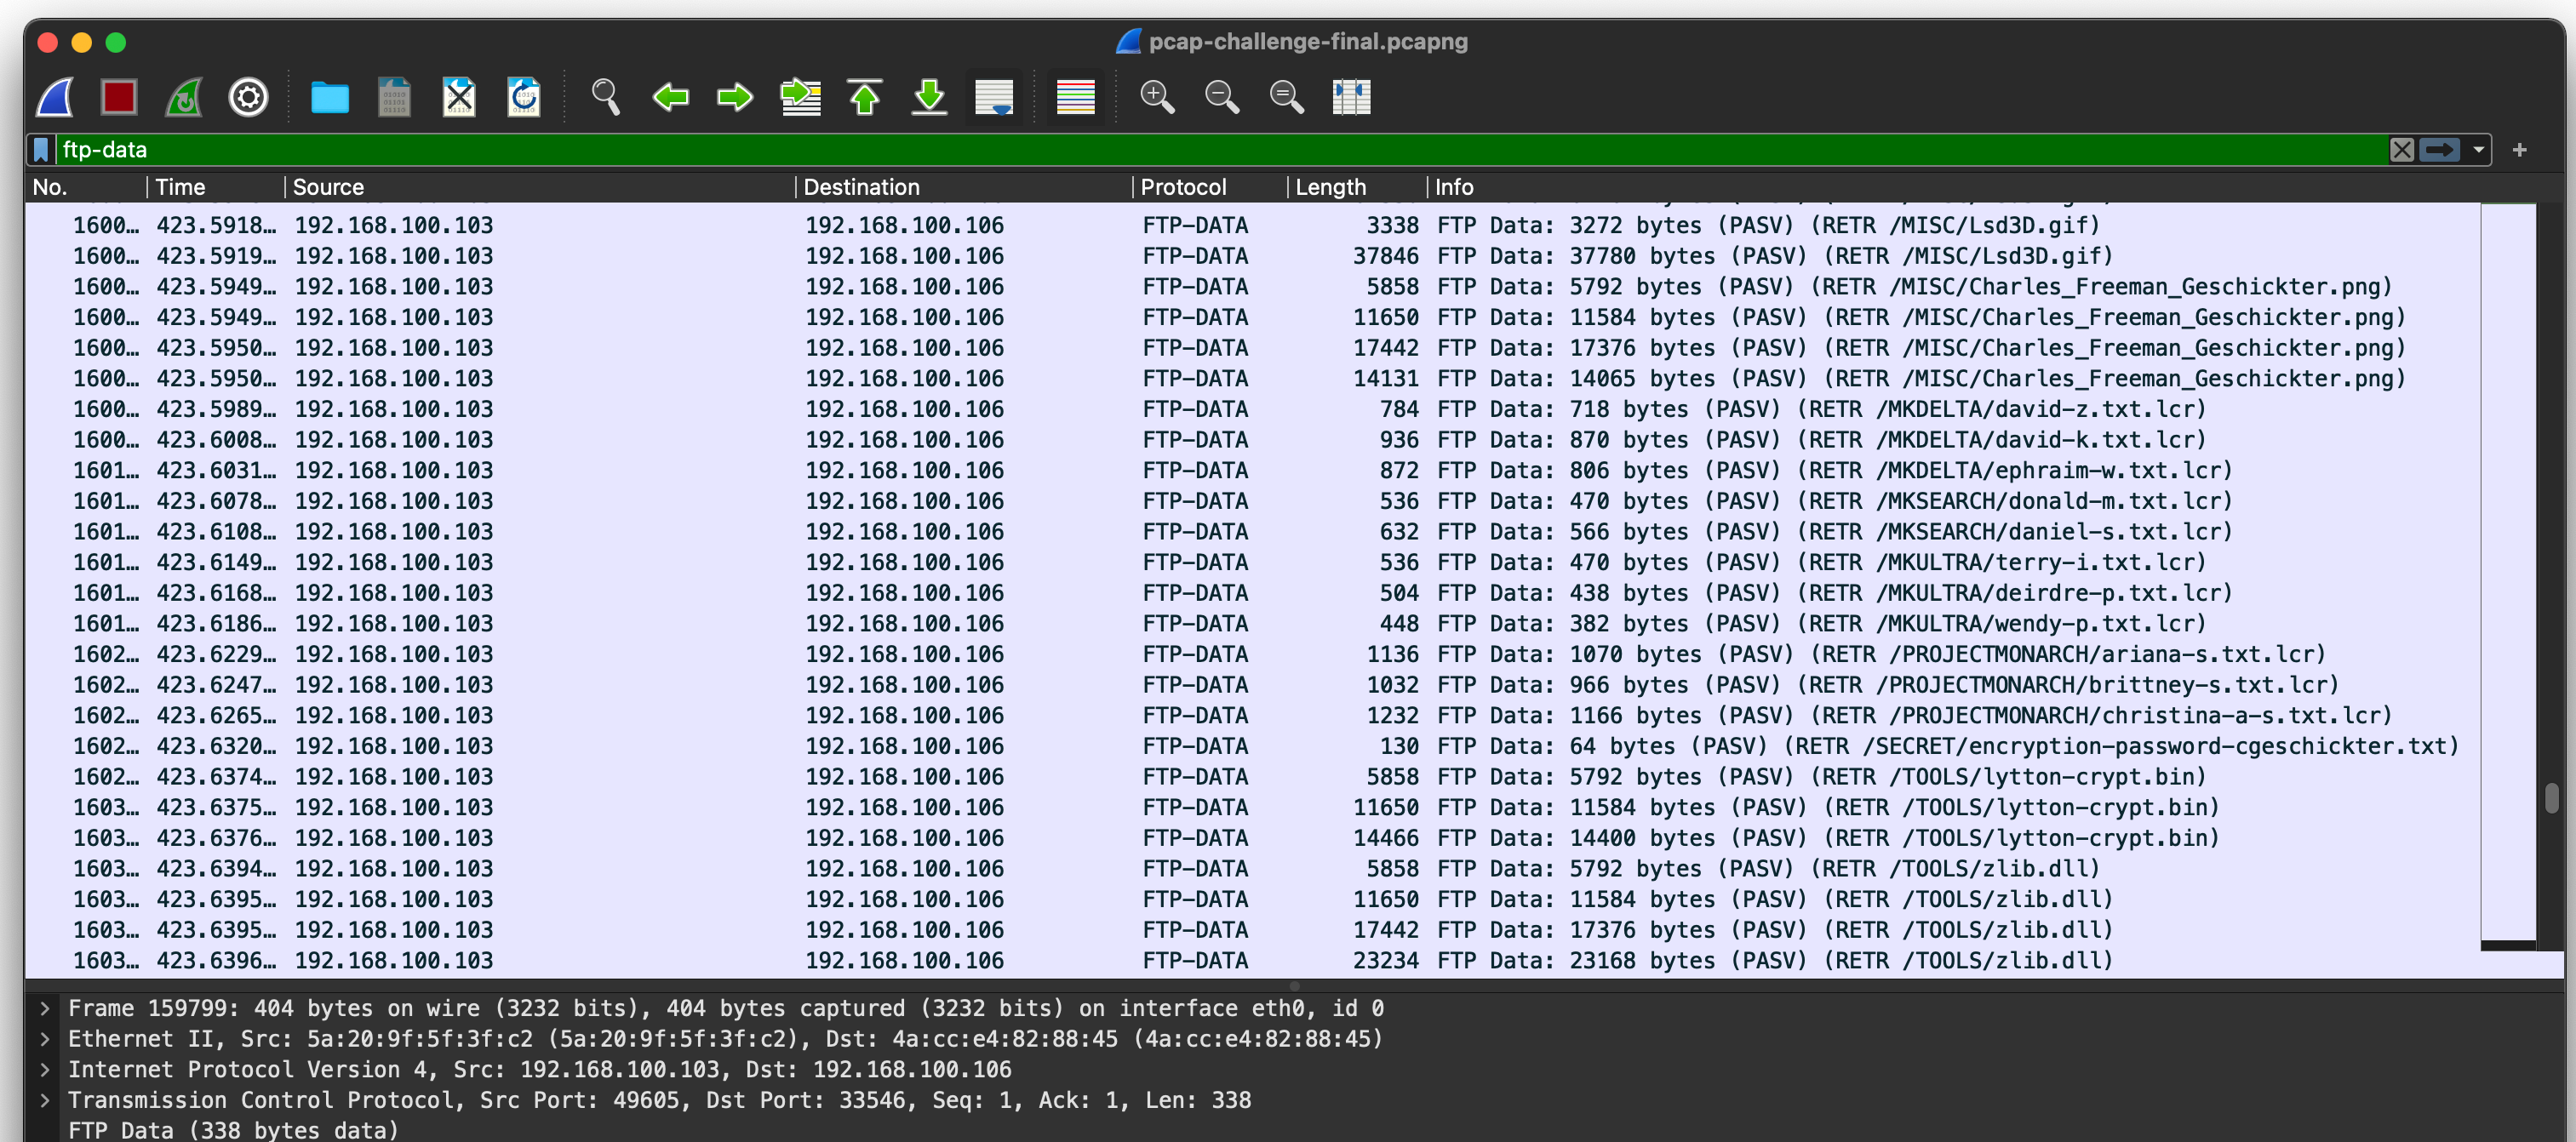 pcap-challenge-final.pcapng
ftp-data
No. Time Source Destination Protocol Length Info
1600… 423.5918… 192.168.100.103 192.168.100.106 FTP-DATA 3338 FTP Data: 3272 bytes (PASV) (RETR /MISC/Lsd3D.gif)
1600… 423.5919… 192.168.100.103 192.168.100.106 FTP-DATA 37846 FTP Data: 37780 bytes (PASV) (RETR /MISC/Lsd3D.gif)
1600… 423.5949… 192.168.100.103 192.168.100.106 FTP-DATA 5858 FTP Data: 5792 bytes (PASV) (RETR /MISC/Charles_Freeman_Geschickter.png)
1600… 423.5949… 192.168.100.103 192.168.100.106 FTP-DATA 11650 FTP Data: 11584 bytes (PASV) (RETR /MISC/Charles_Freeman_Geschickter.png)
1600… 423.5950… 192.168.100.103 192.168.100.106 FTP-DATA 17442 FTP Data: 17376 bytes (PASV) (RETR /MISC/Charles_Freeman_Geschickter.png)
1600… 423.5950… 192.168.100.103 192.168.100.106 FTP-DATA 14131 FTP Data: 14065 bytes (PASV) (RETR /MISC/Charles_Freeman_Geschickter.png)
1600… 423.5989… 192.168.100.103 192.168.100.106 FTP-DATA 784 FTP Data: 718 bytes (PASV) (RETR /MKDELTA/david-z.txt.lcr)
1600… 423.6008… 192.168.100.103 192.168.100.106 FTP-DATA 936 FTP Data: 870 bytes (PASV) (RETR /MKDELTA/david-k.txt.lcr)
1601… 423.6031… 192.168.100.103 192.168.100.106 FTP-DATA 872 FTP Data: 806 bytes (PASV) (RETR /MKDELTA/ephraim-w.txt.lcr)
1601… 423.6078… 192.168.100.103 192.168.100.106 FTP-DATA 536 FTP Data: 470 bytes (PASV) (RETR /MKSEARCH/donald-m.txt.lcr)
1601… 423.6108… 192.168.100.103 192.168.100.106 FTP-DATA 632 FTP Data: 566 bytes (PASV) (RETR /MKSEARCH/daniel-s.txt.lcr)
1601… 423.6149… 192.168.100.103 192.168.100.106 FTP-DATA 536 FTP Data: 470 bytes (PASV) (RETR /MKULTRA/terry-i.txt.lcr)
1601… 423.6168… 192.168.100.103 192.168.100.106 FTP-DATA 504 FTP Data: 438 bytes (PASV) (RETR /MKULTRA/deirdre-p.txt.lcr)
1601… 423.6186… 192.168.100.103 192.168.100.106 FTP-DATA 448 FTP Data: 382 bytes (PASV) (RETR /MKULTRA/wendy-p.txt.lcr)
1602… 423.6229… 192.168.100.103 192.168.100.106 FTP-DATA 1136 FTP Data: 1070 bytes (PASV) (RETR /PROJECTMONARCH/ariana-s.txt.lcr)
1602… 423.6247… 192.168.100.103 192.168.100.106 FTP-DATA 1032 FTP Data: 966 bytes (PASV) (RETR /PROJECTMONARCH/brittney-s.txt.lcr)
1602… 423.6265… 192.168.100.103 192.168.100.106 FTP-DATA 1232 FTP Data: 1166 bytes (PASV) (RETR /PROJECTMONARCH/christina-a-s.txt.lcr)
1602… 423.6320… 192.168.100.103 192.168.100.106 FTP-DATA 130 FTP Data: 64 bytes (PASV) (RETR /SECRET/encryption-password-cgeschickter.txt)
1602… 423.6374… 192.168.100.103 192.168.100.106 FTP-DATA 5858 FTP Data: 5792 bytes (PASV) (RETR /TOOLS/lytton-crypt.bin)
1603… 423.6375… 192.168.100.103 192.168.100.106 FTP-DATA 11650 FTP Data: 11584 bytes (PASV) (RETR /TOOLS/lytton-crypt.bin)
1603… 423.6376… 192.168.100.103 192.168.100.106 FTP-DATA 14466 FTP Data: 14400 bytes (PASV) (RETR /TOOLS/lytton-crypt.bin)
1603… 423.6394… 192.168.100.103 192.168.100.106 FTP-DATA 5858 FTP Data: 5792 bytes (PASV) (RETR /TOOLS/zlib.dll)
1603… 423.6395… 192.168.100.103 192.168.100.106 FTP-DATA 11650 FTP Data: 11584 bytes (PASV) (RETR /TOOLS/zlib.dll)
1603… 423.6395… 192.168.100.103 192.168.100.106 FTP-DATA 17442 FTP Data: 17376 bytes (PASV) (RETR /TOOLS/zlib.dll)
1603… 423.6396… 192.168.100.103 192.168.100.106 FTP-DATA 23234 FTP Data: 23168 bytes (PASV) (RETR /TOOLS/zlib.dll)
Frame 159799: 404 bytes on wire (3232 bits), 404 bytes captured (3232 bits) on interface eth0, id 0
Ethernet II, Src: 5a:20:9f:5f:3f:c2 (5a:20:9f:5f:3f:c2), Dst: 4a:cc:e4:82:88:45 (4a:cc:e4:82:88:45)
Internet Protocol Version 4, Src: 192.168.100.103, Dst: 192.168.100.106
Transmission Control Protocol, Src Port: 49605, Dst Port: 33546, Seq: 1, Ack: 1, Len: 338
FTP Data (338 bytes data)